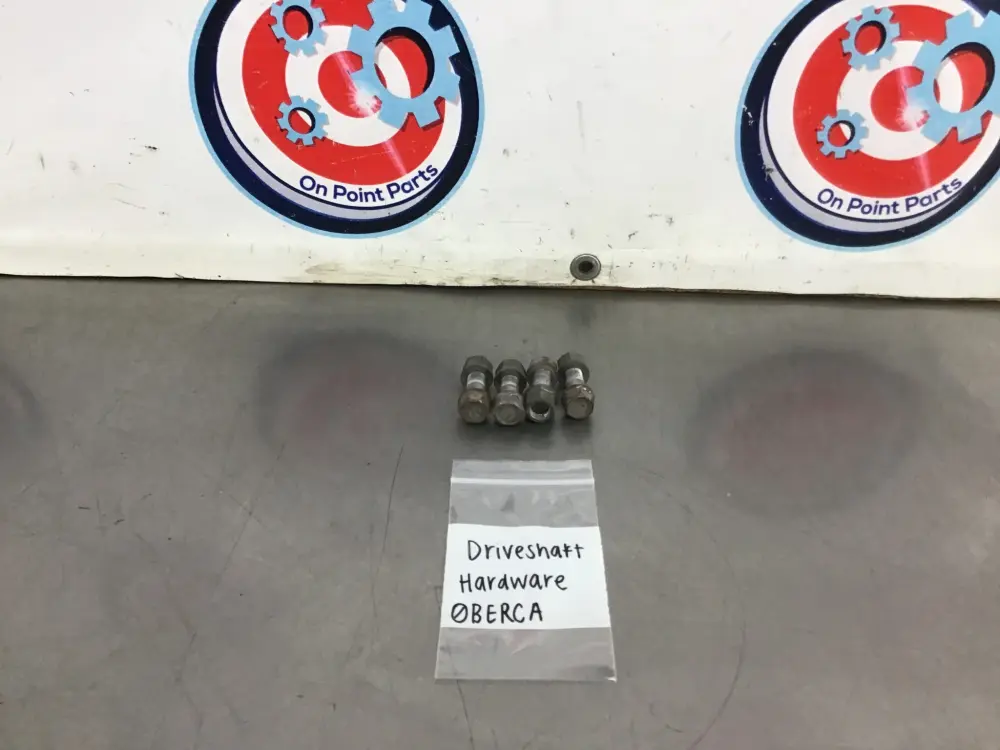 On Point Parts
On Point Parts
Driveshaft
Hardware
ØBERCA